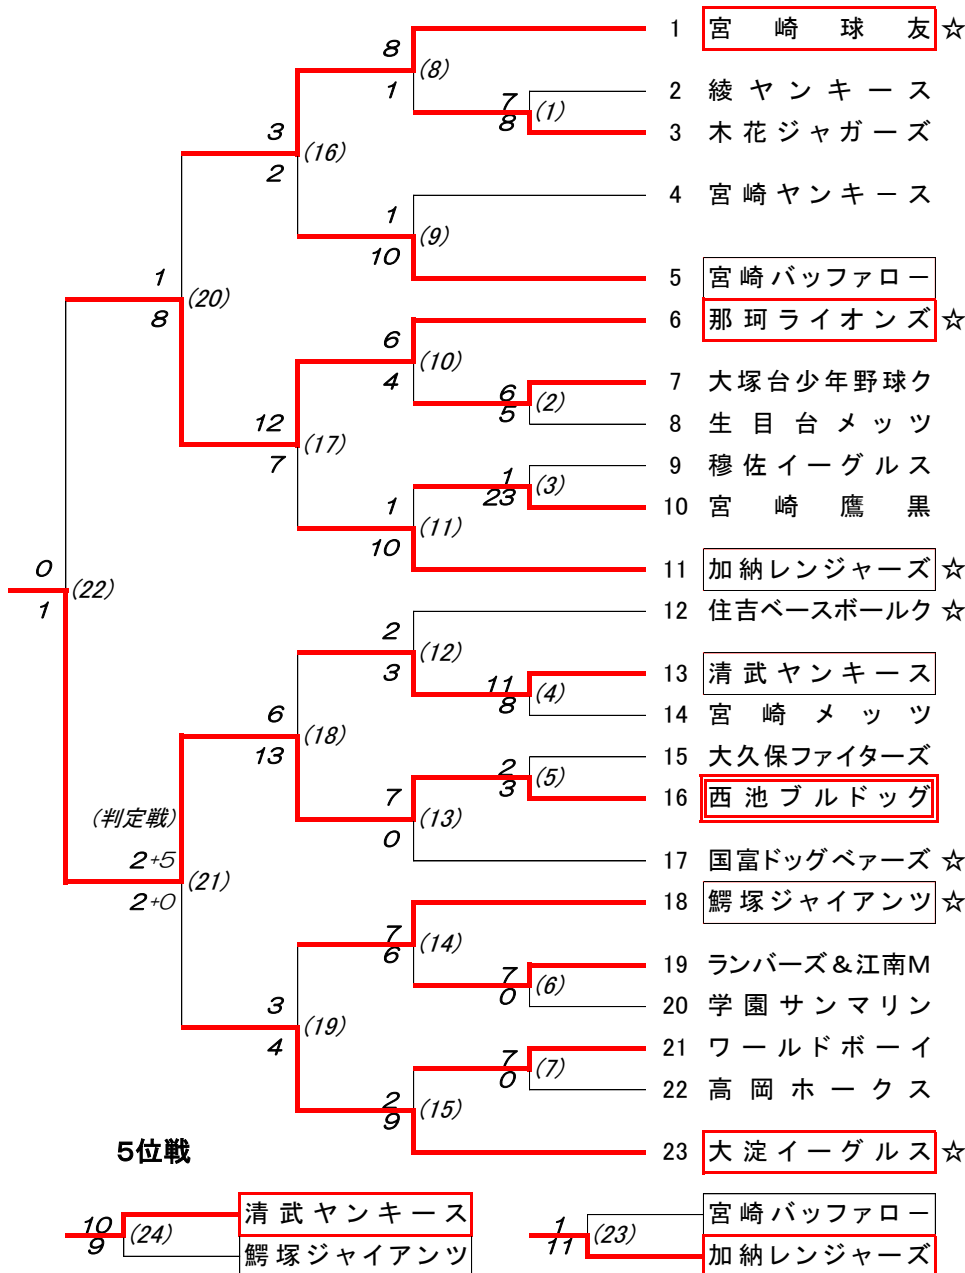 1 宮崎球友 ☆
8
(8)
1
2 綾ヤンキース
7
(1)
8
3 木花ジャガーズ
3
(16)
2
4 宮崎ヤンキース
1
(9)
10
5 宮崎バッファロー
1
(20)
8
6 那珂ライオンズ ☆
6
(10)
4
7 大塚台少年野球ク
6
(2)
5
8 生目台メッツ
12
(17)
7
9 穆佐イーグルス
1
(3)
23
10 宮崎鷹黒
1
(11)
10
11 加納レンジャーズ ☆
0
(22)
1
12 住吉ベースボールク ☆
2
(12)
3
13 清武ヤンキース
11
(4)
8
14 宮崎メッツ
6
(18)
13
15 大久保ファイターズ
2
(5)
3
16 西池ブルドッグ
7
(13)
0
17 国富ドッグベァーズ ☆
(判定戦)
2+5
(21)
2+0
18 鰐塚ジャイアンツ ☆
7
(14)
6
19 ランバーズ&江南M
7
(6)
0
20 学園サンマリン
3
(19)
4
21 ワールドボーイ
7
(7)
0
22 高岡ホークス
2
(15)
9
23 大淀イーグルス ☆
5位戦
10
(24)
9
清武ヤンキース
鰐塚ジャイアンツ
1
(23)
11
宮崎バッファロー
加納レンジャーズ